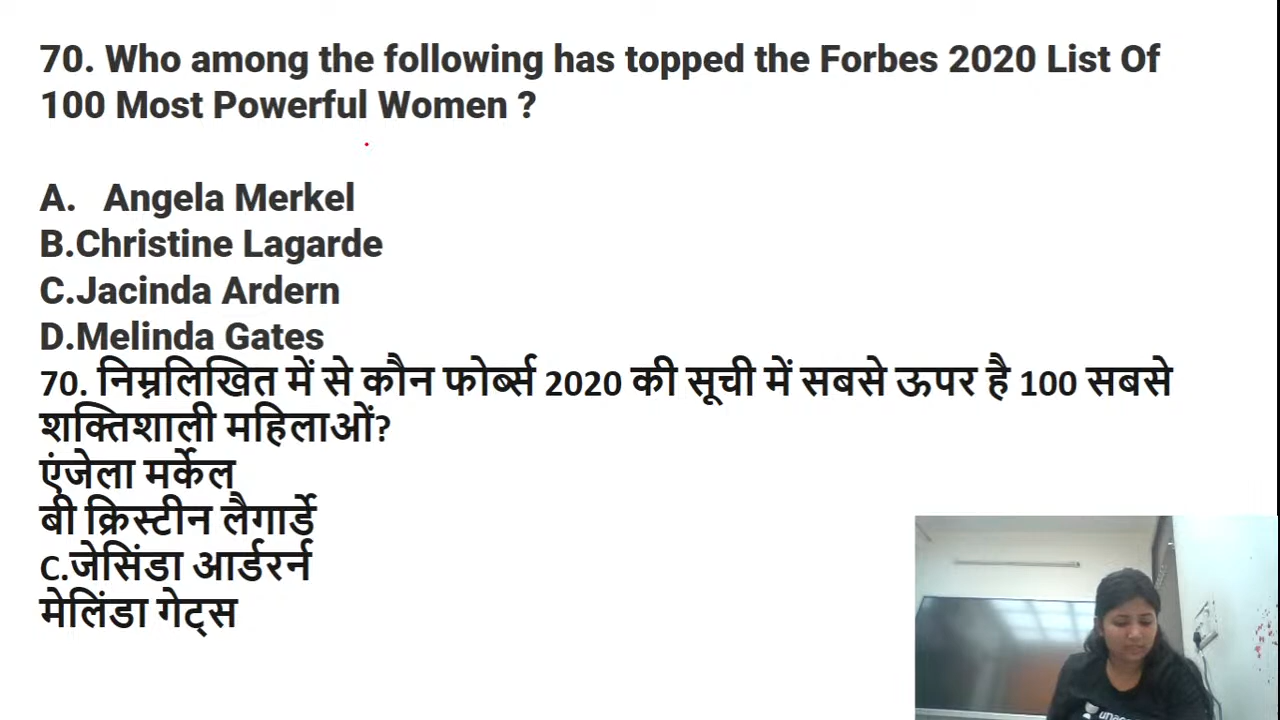 70. Who among the following has topped the Forbes 2020 List Of
100 Most Powerful Women ?
A. Angela Merkel
B.Christine Lagarde
C.Jacinda Ardern
D.Melinda Gates
70. निम्नलिखित में से कौन फोर्ब्स 2020 की सूची में सबसे ऊपर है 100 सबसे
शक्तिशाली महिलाओं?
एंजेला मर्केल
बी क्रिस्टीन लैगार्डे
C.जेसिंडा आर्डरर्न
मेलिंडा गेट्स